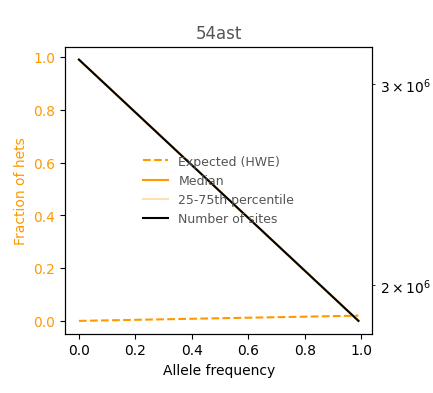 54ast
1.0
0.8
0.6
0.4
0.2
0.0
Fraction of hets
3 × 10⁶
2 × 10⁶
Expected (HWE)
Median
25-75th percentile
Number of sites
0.0 0.2 0.4 0.6 0.8 1.0
Allele frequency